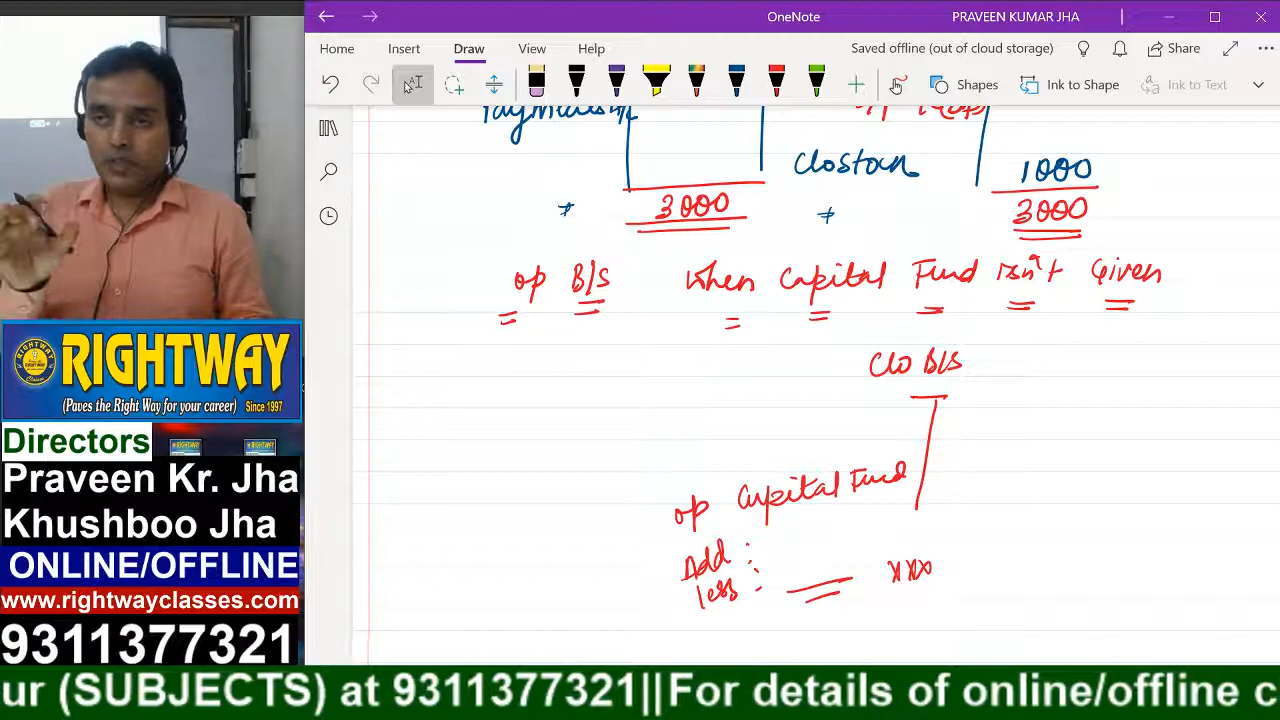 OneNote
PRAVEEN KUMAR JHA
Home Insert Draw View Help
Saved offline (out of cloud storage)
Share
Shapes
Ink to Shape
Ink to Text
1000
3000 3000
op B/S when Capital Fund isn't Given
Clo B/S
op Capital Fund
Add :
less : xxx
RIGHTWAY
(Paves the Right Way for your career) Since 1997
Directors
Praveen Kr. Jha
Khushboo Jha
ONLINE/OFFLINE
www.rightwayclasses.com
9311377321
ur (SUBJECTS) at 9311377321||For details of online/offline c